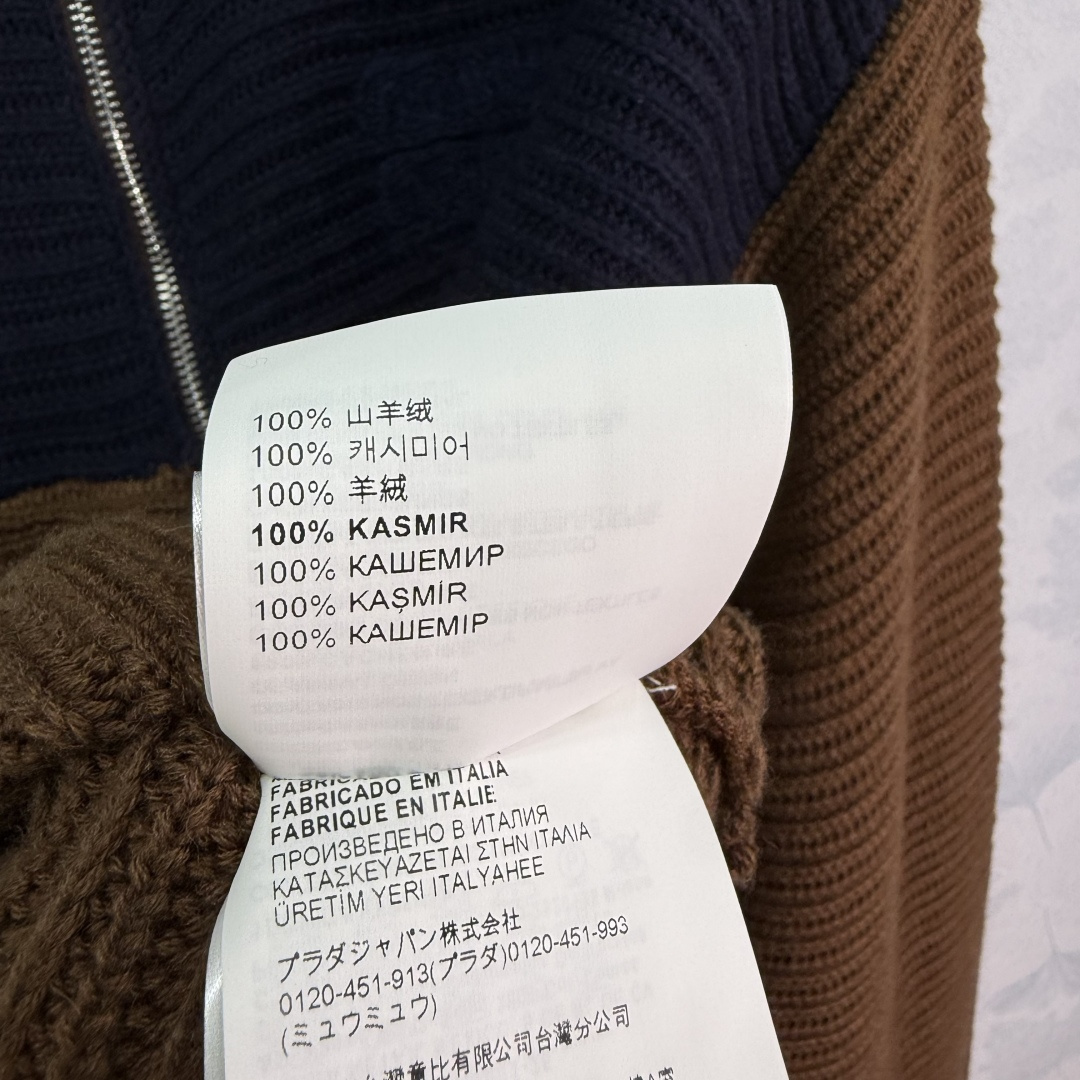 100% 山羊绒
100% 캐시미어
100% 羊絨
100% KASMIR
100% КАШЕМИР
100% KAŞMİR
100% КАШЕМІР
FABRICADO EM ITALIA
FABRIQUE EN ITALIE
ПРОИЗВЕДЕНО В ИТАЛИЯ
ΚΑΤΑΣΚΕΥΑΖΕΤΑΙ ΣΤΗΝ ΙΤΑΛΙΑ
ÜRETİM YERI ITALYAHEE
プラダジャパン株式会社
0120-451-913(プラダ)0120-451-993
(ミュウミュウ)
比有限公司台灣分公司